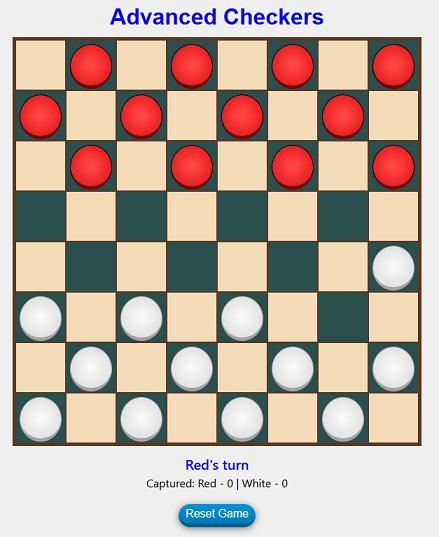 Advanced Checkers
Red's turn
Captured: Red - 0 | White - 0
Reset Game